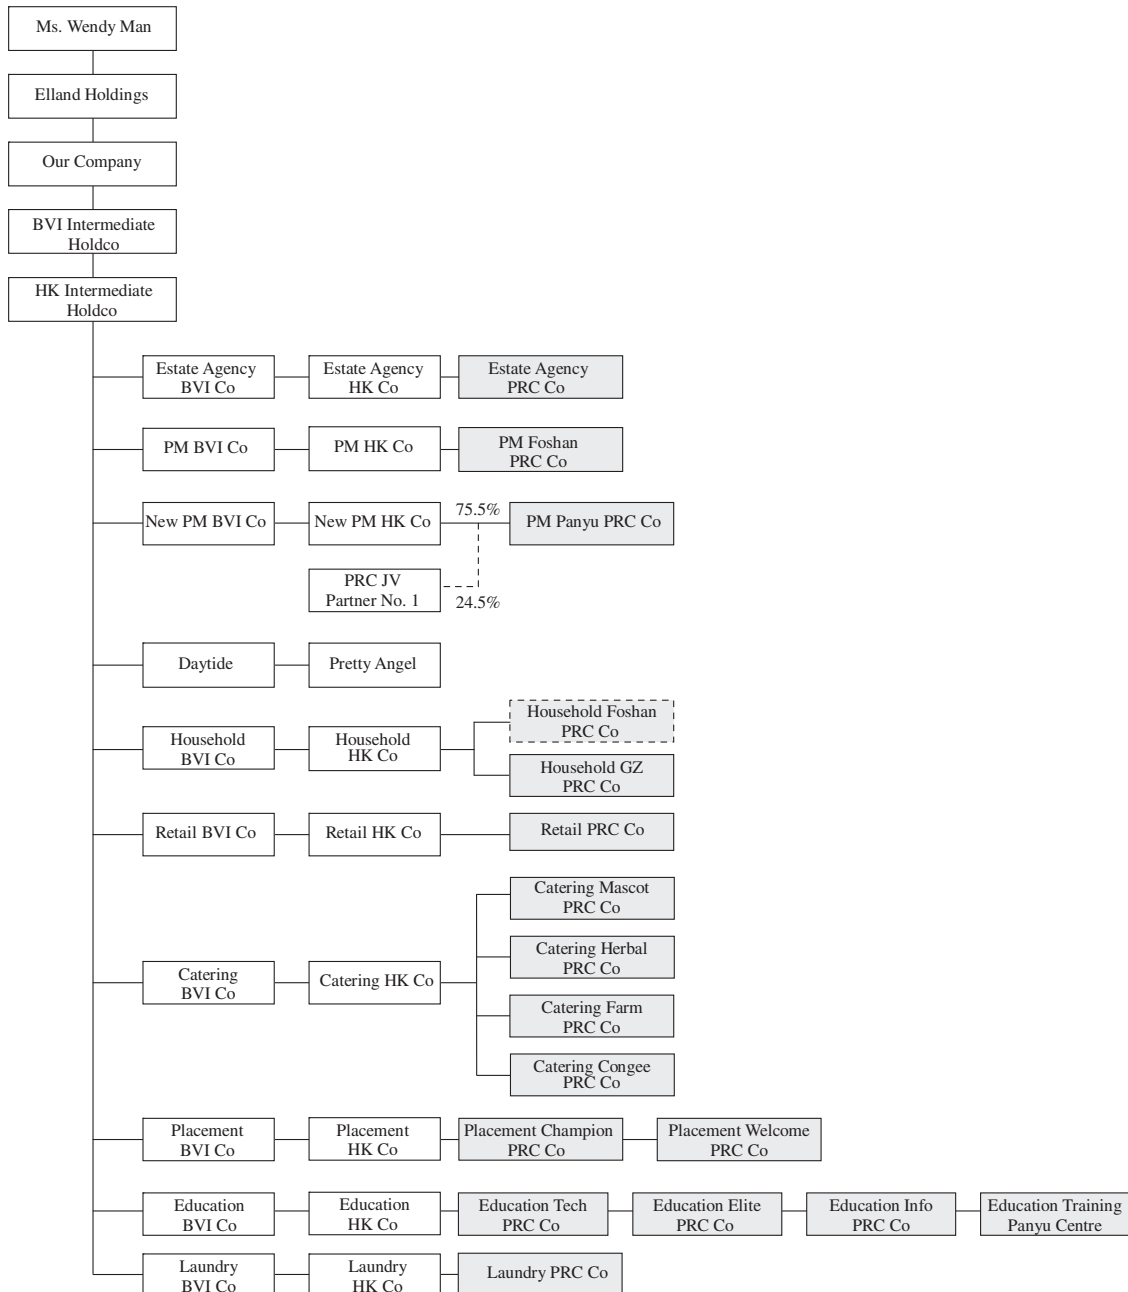 Ms. Wendy Man
Elland Holdings
Our Company
BVI Intermediate
Holdco
HK Intermediate
Holdco
Estate Agency
BVI Co
Estate Agency
HK Co
Estate Agency
PRC Co
PM BVI Co
PM HK Co
PM Foshan
PRC Co
New PM BVI Co
New PM HK Co
75.5%
PM Panyu PRC Co
PRC JV
Partner No. 1
24.5%
Daytide
Pretty Angel
Household
BVI Co
Household
HK Co
Household Foshan
PRC Co
Household GZ
PRC Co
Retail BVI Co
Retail HK Co
Retail PRC Co
Catering
BVI Co
Catering HK Co
Catering Mascot
PRC Co
Catering Herbal
PRC Co
Catering Farm
PRC Co
Catering Congee
PRC Co
Placement
BVI Co
Placement
HK Co
Placement Champion
PRC Co
Placement Welcome
PRC Co
Education
BVI Co
Education
HK Co
Education Tech
PRC Co
Education Elite
PRC Co
Education Info
PRC Co
Education Training
Panyu Centre
Laundry
BVI Co
Laundry
HK Co
Laundry PRC Co